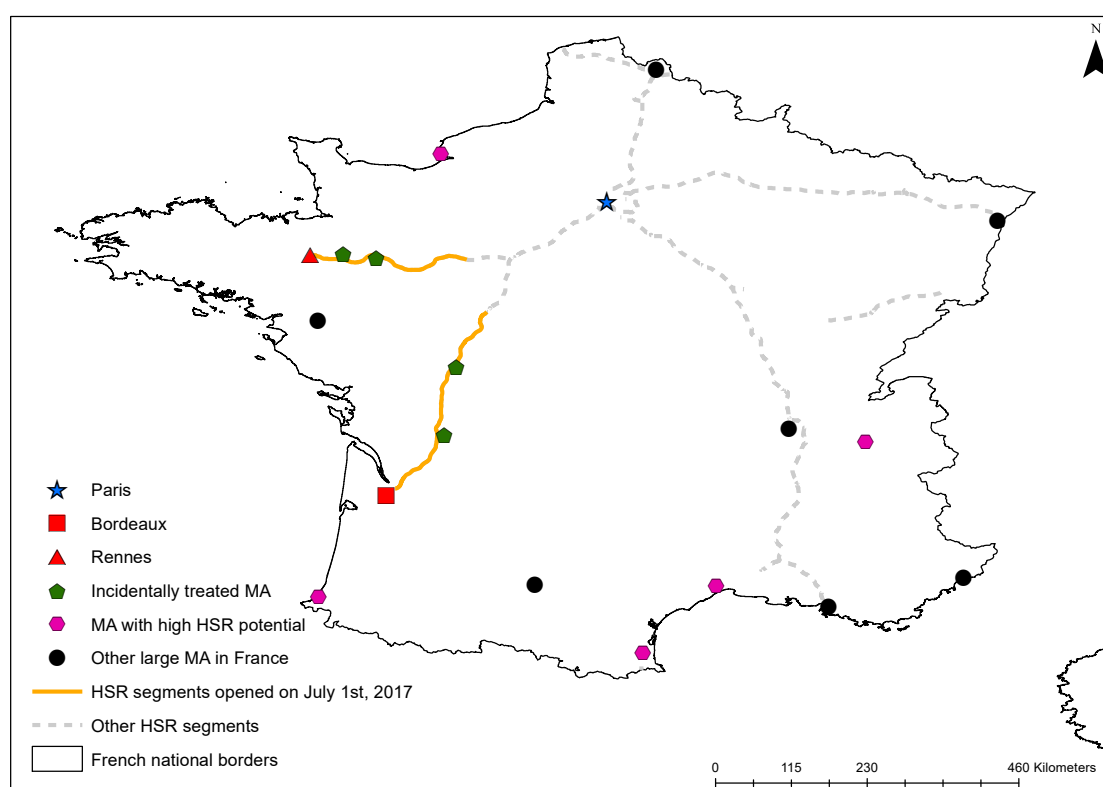 N
Paris
Bordeaux
Rennes
Incidentally treated MA
MA with high HSR potential
Other large MA in France
HSR segments opened on July 1st, 2017
Other HSR segments
French national borders
0 115 230 460 Kilometers